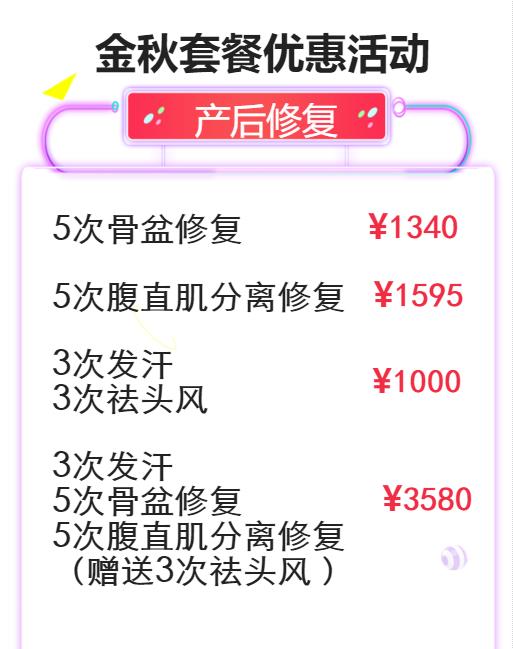 金秋套餐优惠活动
产后修复
5次骨盆修复 ¥1340
5次腹直肌分离修复 ¥1595
3次发汗
3次祛头风 ¥1000
3次发汗
5次骨盆修复 ¥3580
5次腹直肌分离修复
（赠送3次祛头风 ）